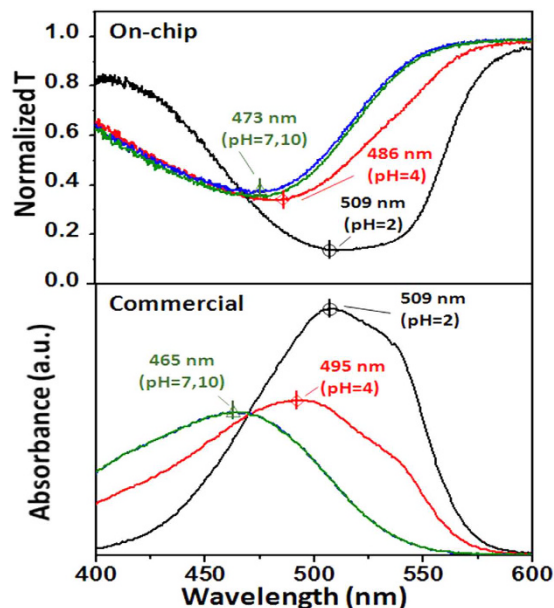 On-chip
Normalized T
1.0
0.8
0.6
0.4
0.2
0.0
473 nm
(pH=7,10)
486 nm
(pH=4)
509 nm
(pH=2)
Commercial
Absorbance (a.u.)
509 nm
(pH=2)
465 nm
(pH=7,10)
495 nm
(pH=4)
400 450 500 550 600
Wavelength (nm)